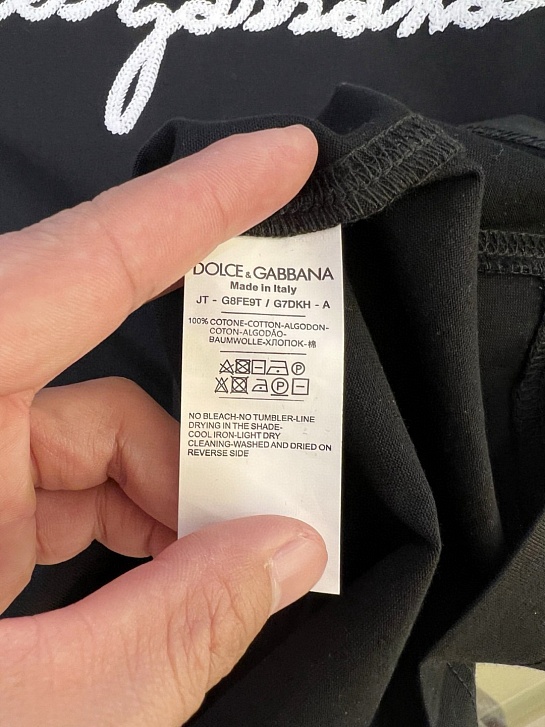 DOLCE & GABBANA
Made in Italy
JT - G8FE9T / G7DKH - A
100% COTONE-COTTON-ALGODON-
COTON-ALGODÃO-
BAUMWOLLE-ХЛОПОК-棉
NO BLEACH-NO TUMBLER-LINE
DRYING IN THE SHADE-
COOL IRON-LIGHT DRY
CLEANING-WASHED AND DRIED ON
REVERSE SIDE